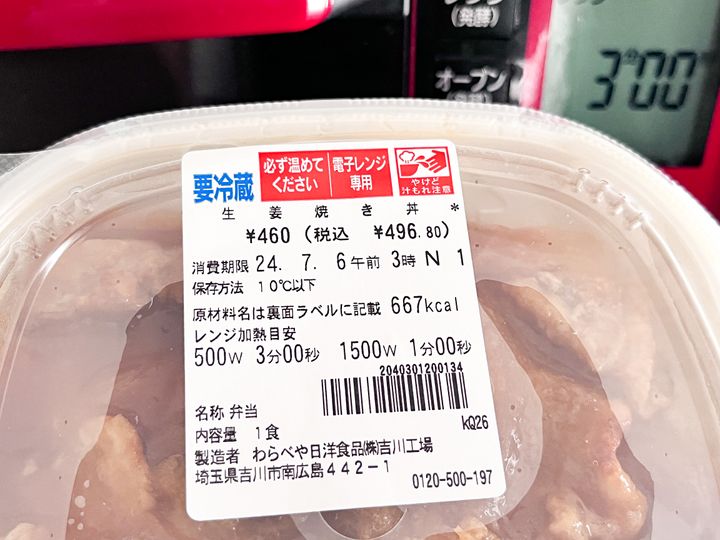 (発酵)
オーブン
3:00
要冷蔵
必ず温めて
ください
電子レンジ
専用
やけど
汁もれ注意
生姜焼き丼 *
¥460 (税込 ¥496.80)
消費期限 24. 7. 6午前 3時 N 1
保存方法 10℃以下
原材料名は裏面ラベルに記載 667kcal
レンジ加熱目安
500W 3分00秒 1500W 1分00秒
2040301200134
名称 弁当
kQ26
内容量 1食
製造者 わらべや日洋食品㈱吉川工場
埼玉県吉川市南広島442-1
0120-500-197